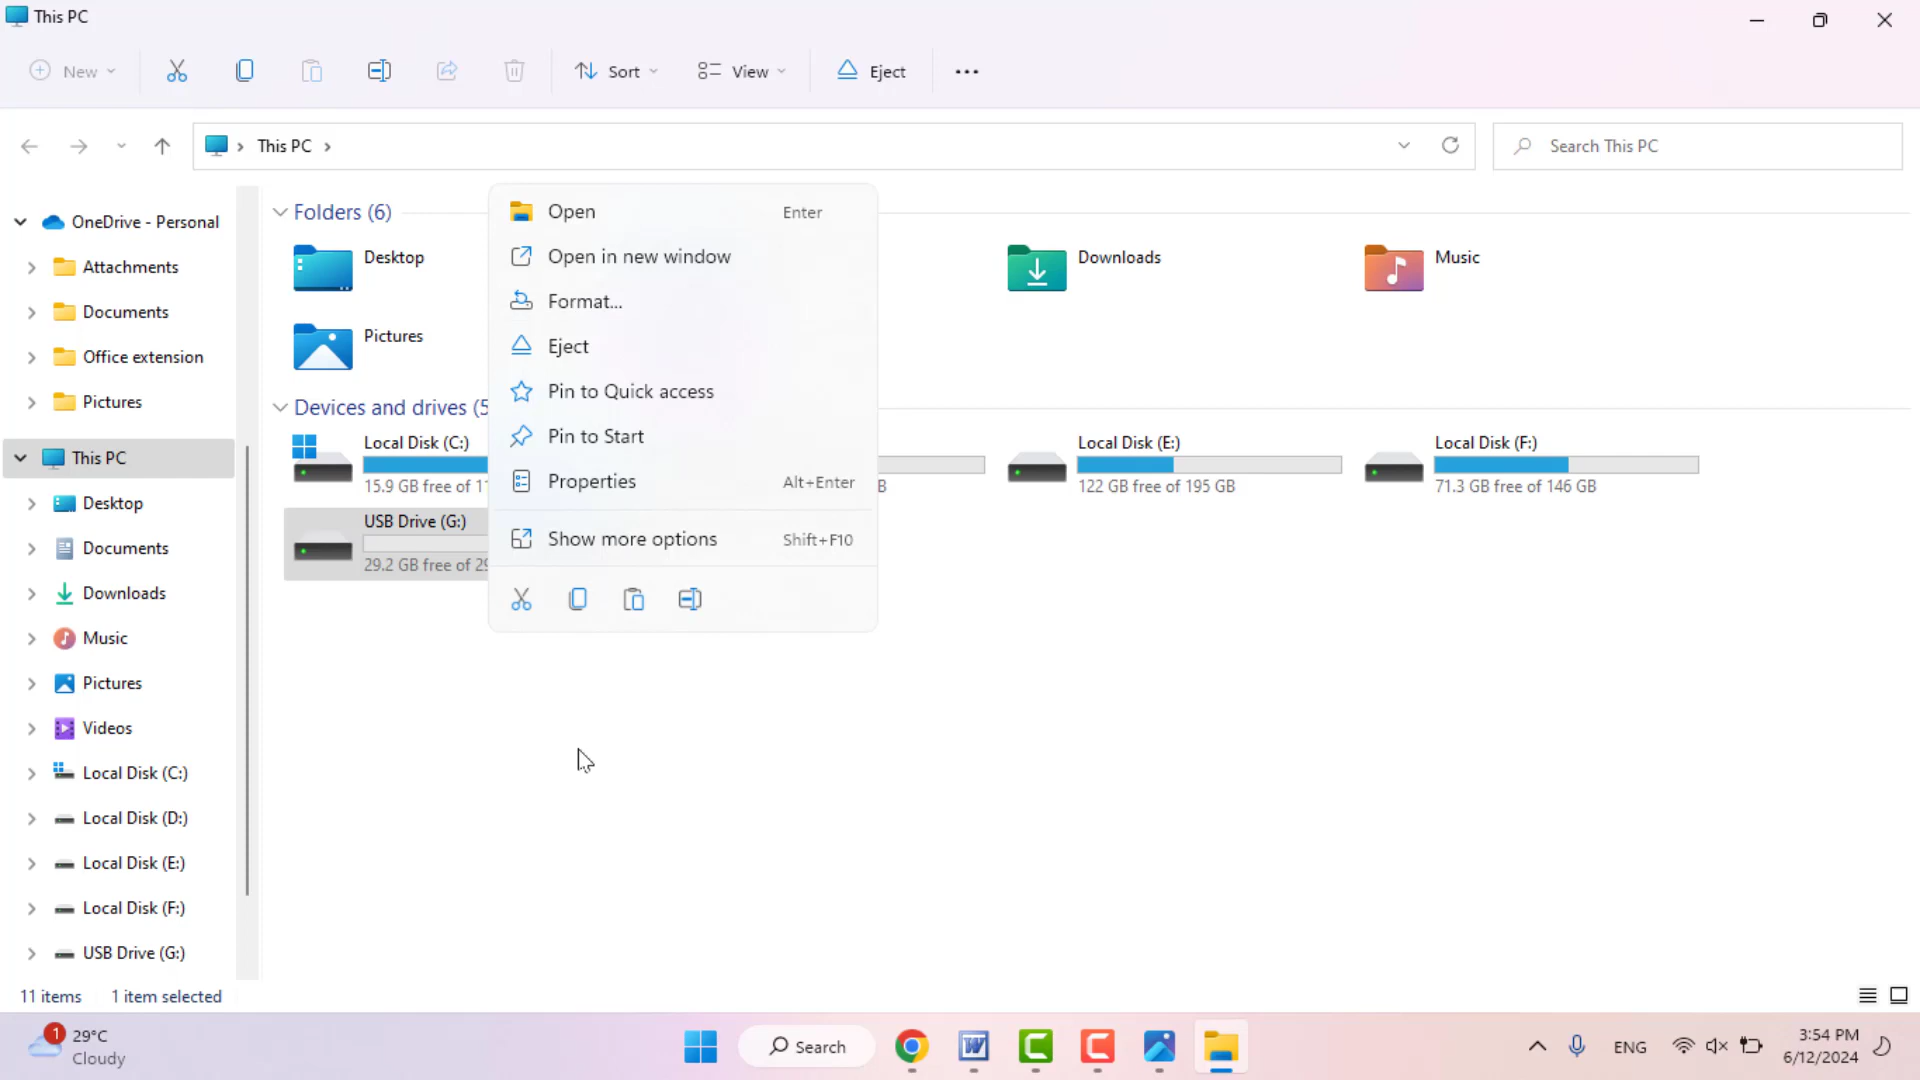 This PC
New
Sort
View
Eject
This PC
Search This PC
OneDrive - Personal
Attachments
Documents
Office extension
Pictures
This PC
Desktop
Documents
Downloads
Music
Pictures
Videos
Local Disk (C:)
Local Disk (D:)
Local Disk (E:)
Local Disk (F:)
USB Drive (G:)
Folders (6)
Desktop
Downloads
Music
Pictures
Devices and drives (5
Local Disk (C:)
15.9 GB free of 11
B
Local Disk (E:)
122 GB free of 195 GB
Local Disk (F:)
71.3 GB free of 146 GB
USB Drive (G:)
29.2 GB free of 29
Open Enter
Open in new window
Format...
Eject
Pin to Quick access
Pin to Start
Properties Alt+Enter
Show more options Shift+F10
11 items 1 item selected
1
29°C
Cloudy
Search
W
ENG
3:54 PM
6/12/2024